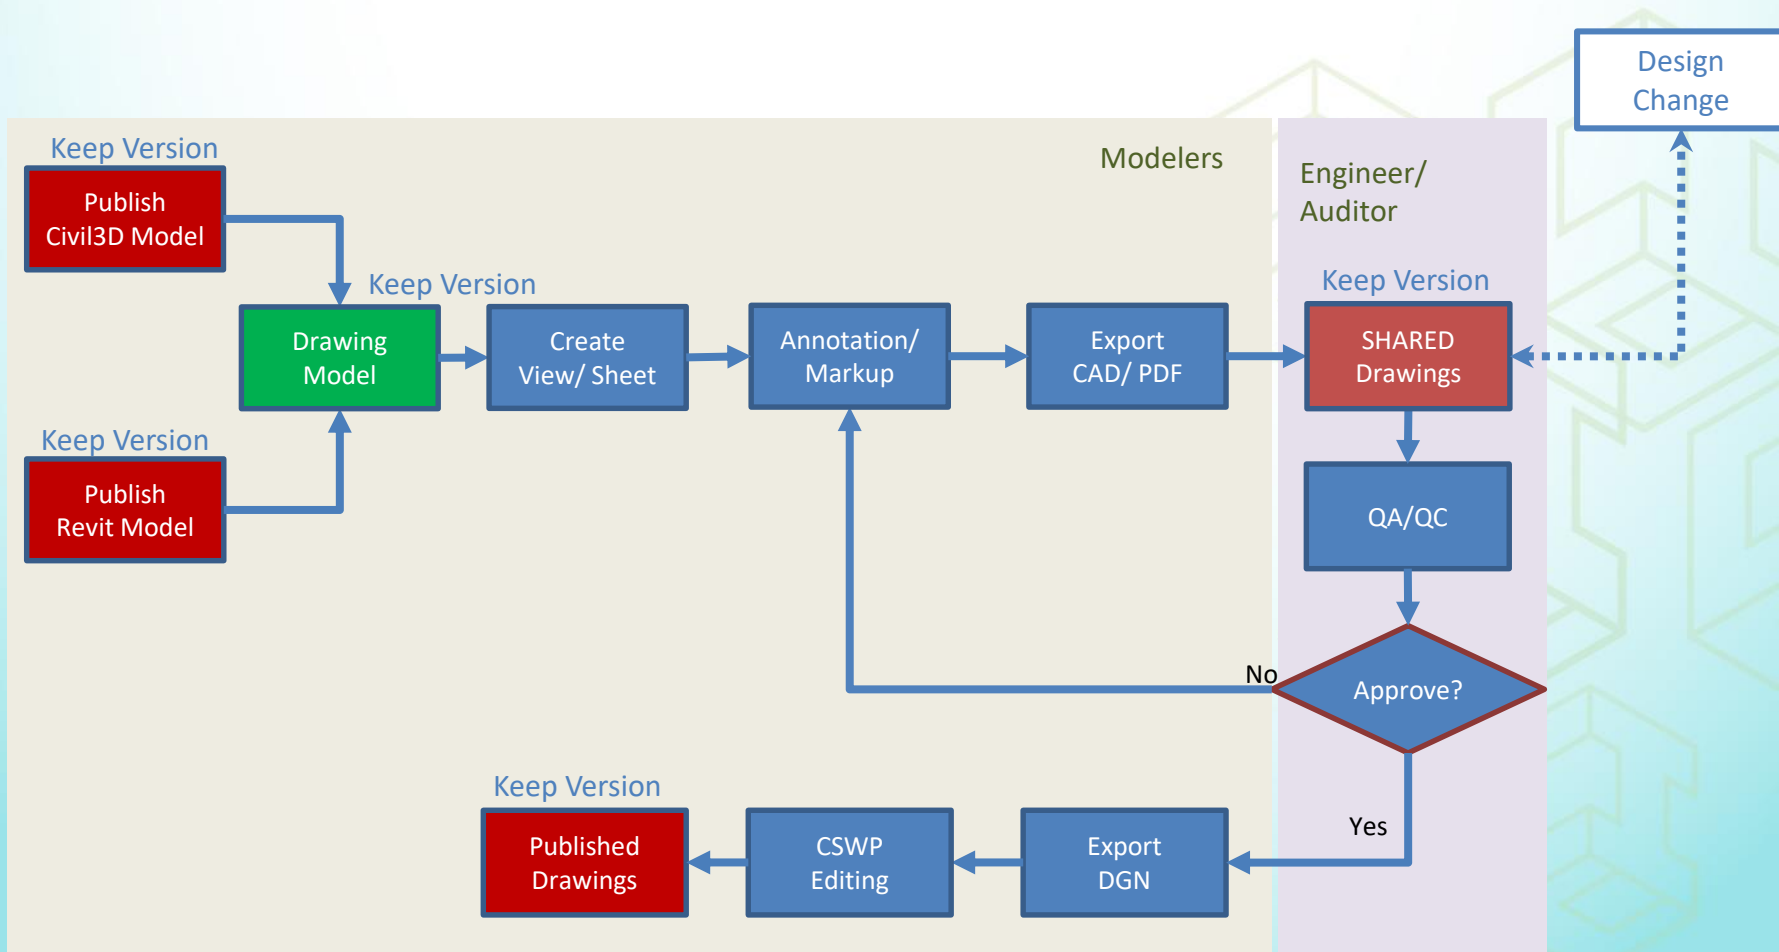 Design
Change
Modelers
Engineer/
Auditor
Keep Version
Publish
Civil3D Model
Keep Version
Publish
Revit Model
Keep Version
Drawing
Model
Create
View/ Sheet
Annotation/
Markup
Export
CAD/ PDF
Keep Version
SHARED
Drawings
QA/QC
Approve?
No
Yes
Export
DGN
CSWP
Editing
Keep Version
Published
Drawings